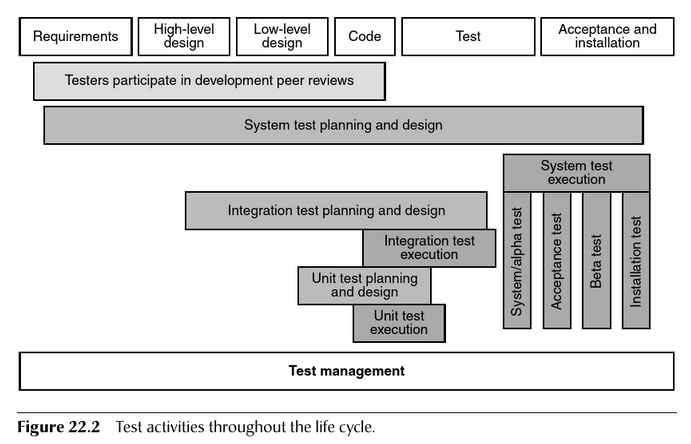 Requirements
High-level
design
Low-level
design
Code
Test
Acceptance and
installation
Testers participate in development peer reviews
System test planning and design
System test
execution
Integration test planning and design
Integration test
execution
Unit test planning
and design
Unit test
execution
System/alpha test
Acceptance test
Beta test
Installation test
Test management
Figure 22.2 Test activities throughout the life cycle.